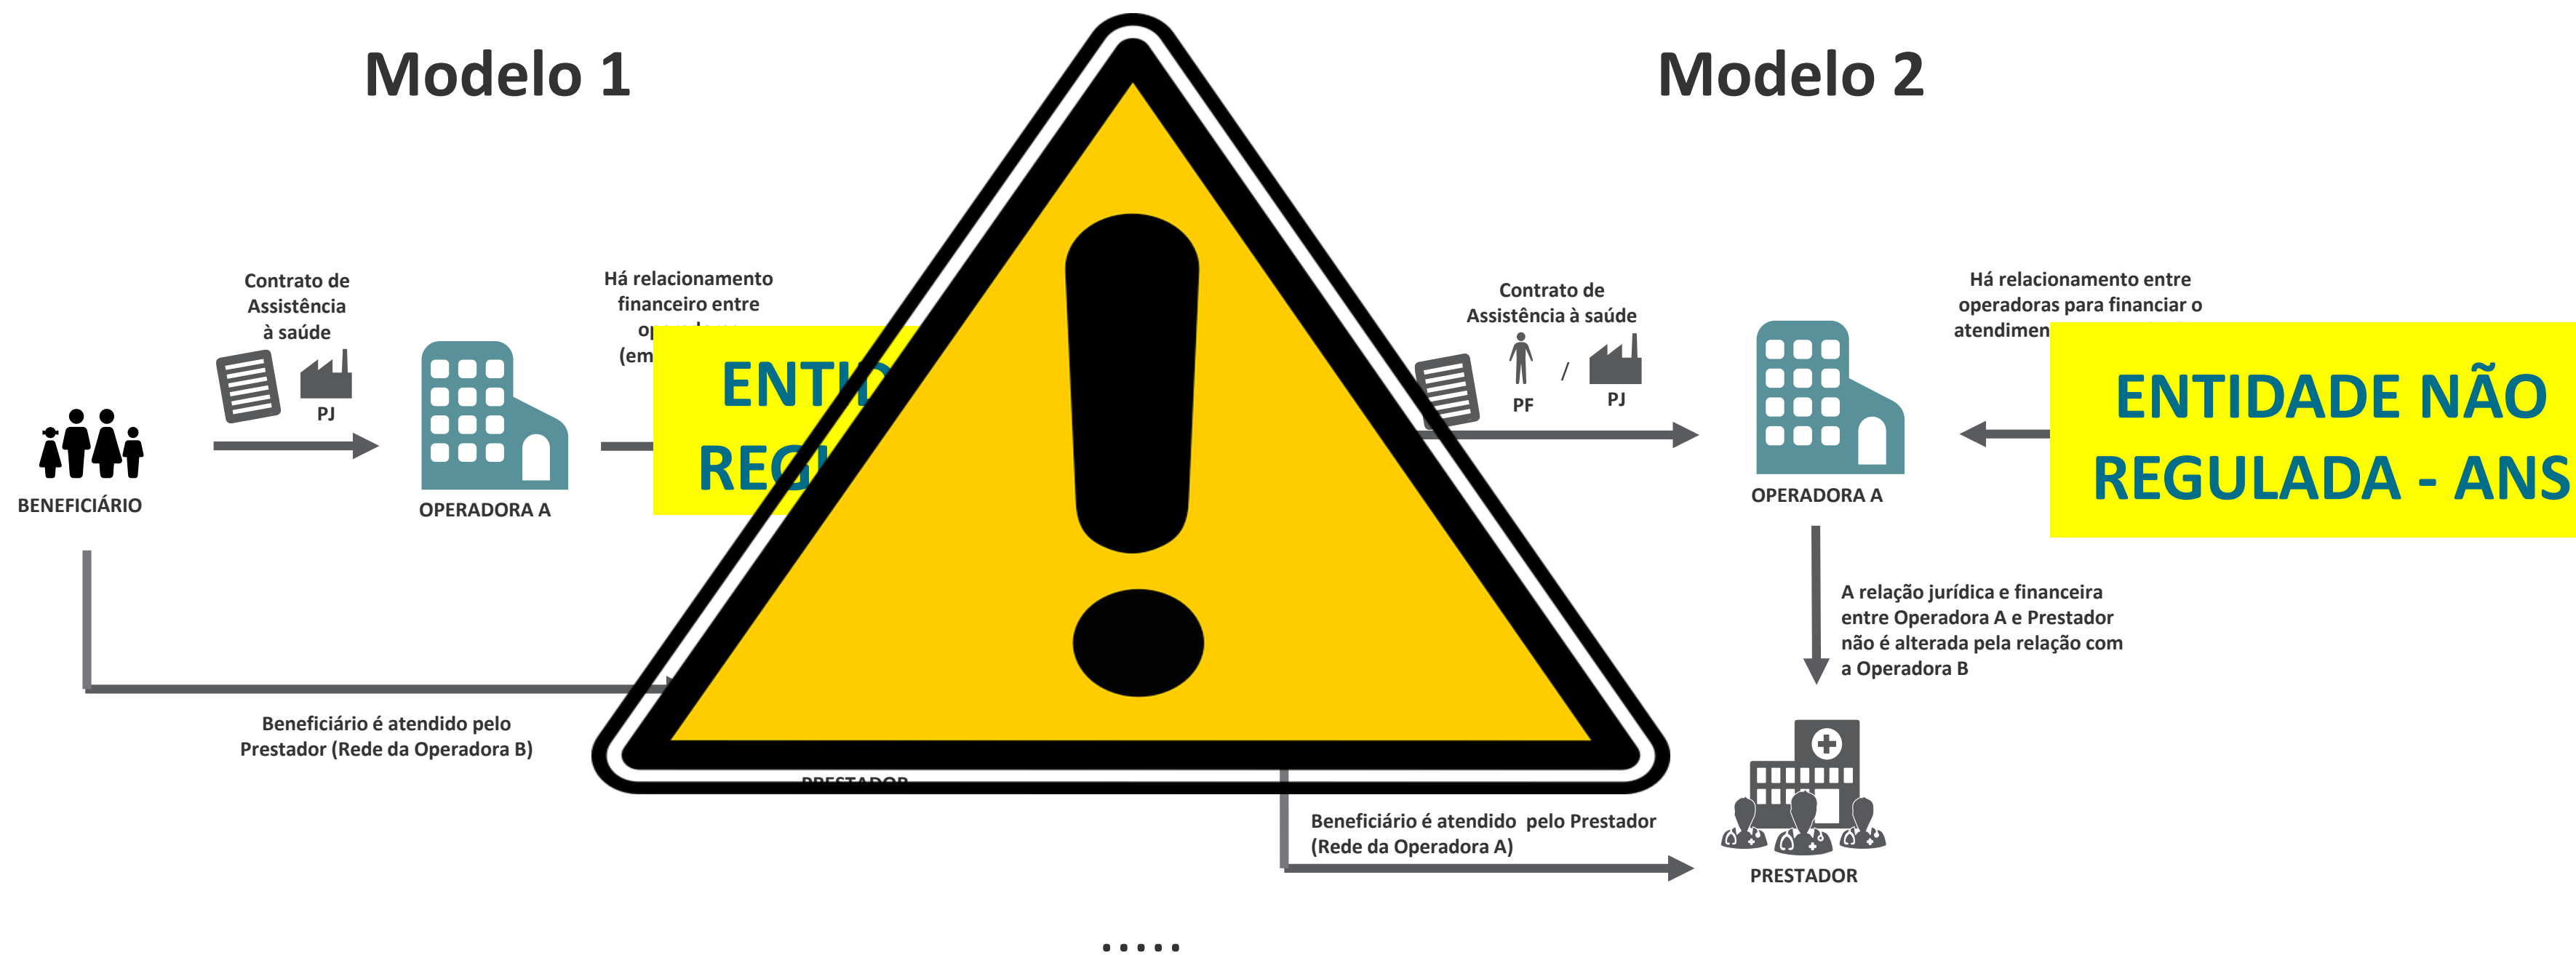 Modelo 1
Contrato de
Assistência
à saúde
PJ
Há relacionamento
financeiro entre
BENEFICIÁRIO
OPERADORA A
Beneficiário é atendido pelo
Prestador (Rede da Operadora B)
PRESTADOR
Modelo 2
Contrato de
Assistência à saúde
PF
/
PJ
Há relacionamento entre
operadoras para financiar o
OPERADORA A
ENTIDADE NÃO
REGULADA - ANS
A relação jurídica e financeira
entre Operadora A e Prestador
não é alterada pela relação com
a Operadora B
Beneficiário é atendido pelo Prestador
(Rede da Operadora A)
PRESTADOR
.....